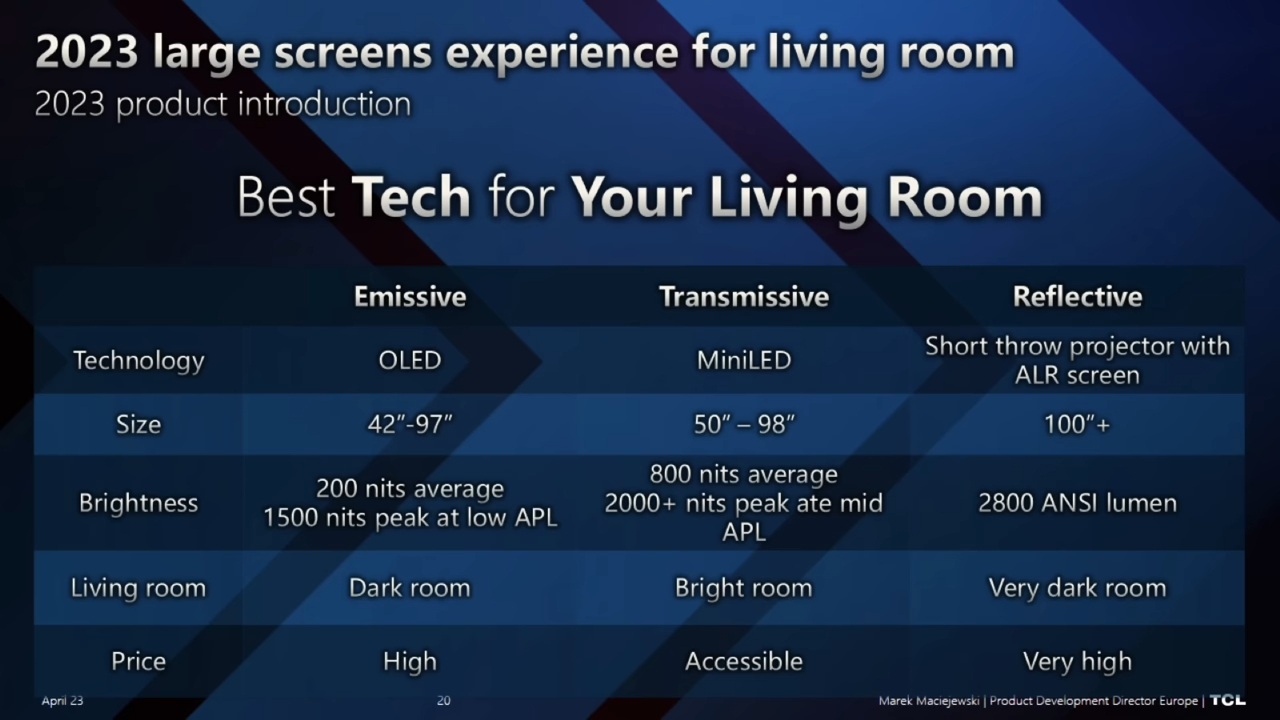 2023 large screens experience for living room
2023 product introduction
Best Tech for Your Living Room
Emissive Transmissive Reflective
Technology OLED MiniLED Short throw projector with
ALR screen
Size 42”-97” 50” – 98” 100”+
Brightness 200 nits average
1500 nits peak at low APL
800 nits average
2000+ nits peak ate mid
APL
2800 ANSI lumen
Living room Dark room Bright room Very dark room
Price High Accessible Very high
April 23 20 Marek Maciejewski | Product Development Director Europe | TCL